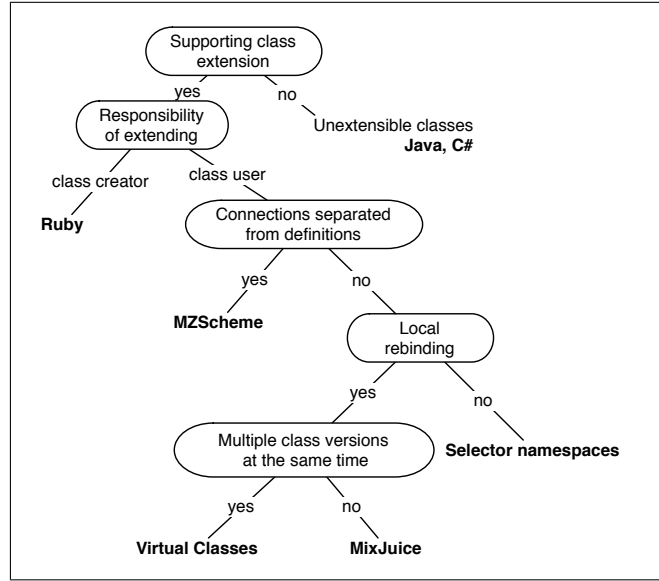 Supporting class
extension
yes
no
Responsibility
of extending
Unextensible classes
Java, C#
class creator
class user
Ruby
Connections separated
from definitions
yes
no
MZScheme
Local
rebinding
yes
no
Multiple class versions
at the same time
Selector namespaces
yes
no
Virtual Classes
MixJuice